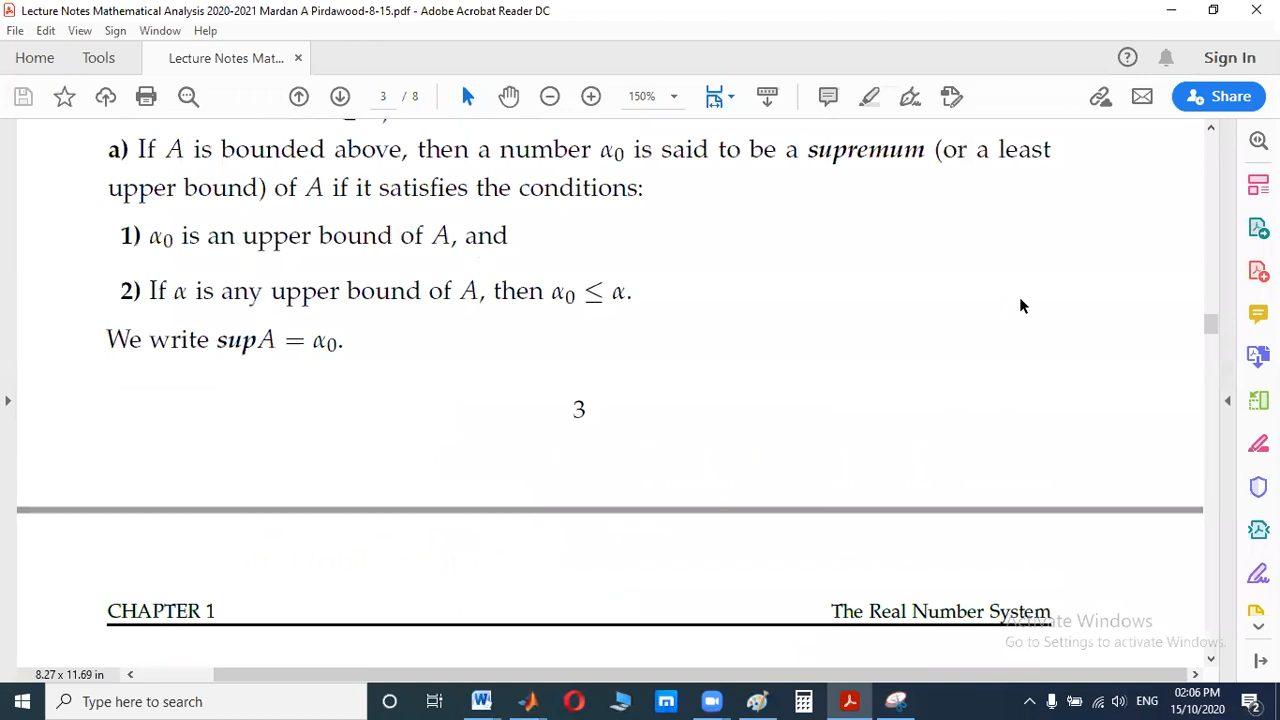 Lecture Notes Mathematical Analysis 2020-2021 Mardan A Pirdawood-8-15.pdf - Adobe Acrobat Reader DC
File Edit View Sign Window Help
Home Tools Lecture Notes Mat... × Sign In
3 / 8 150% Share
a) If A is bounded above, then a number α₀ is said to be a supremum (or a least
upper bound) of A if it satisfies the conditions:
1) α₀ is an upper bound of A, and
2) If α is any upper bound of A, then α₀ ≤ α.
We write supA = α₀.
3
CHAPTER 1 The Real Number System
Activate Windows
Go to Settings to activate Windows.
8.27 x 11.69 in
Type here to search
ENG
02:06 PM
15/10/2020
2